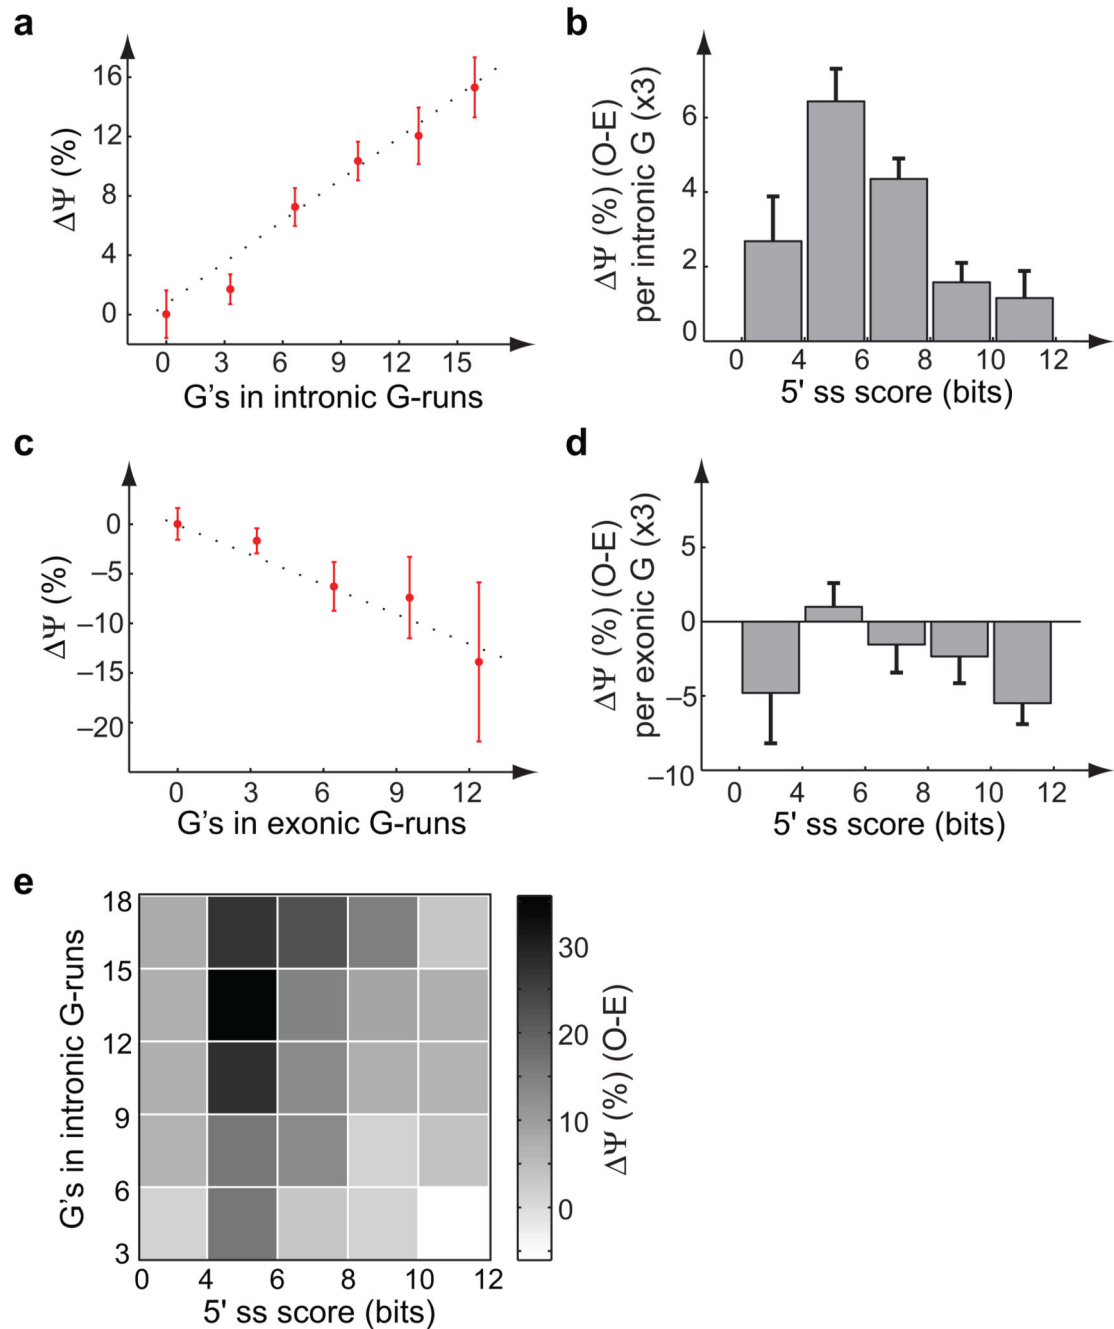 a
ΔΨ (%)
16
12
8
4
0
0 3 6 9 12 15
G's in intronic G-runs
b
ΔΨ (%) (O-E)
per intronic G (x3)
6
4
2
0
0 4 6 8 10 12
5' ss score (bits)
c
ΔΨ (%)
0
–5
–10
–15
–20
0 3 6 9 12
G's in exonic G-runs
d
ΔΨ (%) (O-E)
per exonic G (x3)
5
0
–5
–10
0 4 6 8 10 12
5' ss score (bits)
e
G's in intronic G-runs
18
15
12
9
6
3
0 4 6 8 10 12
5' ss score (bits)
30
20
10
0
ΔΨ (%) (O-E)